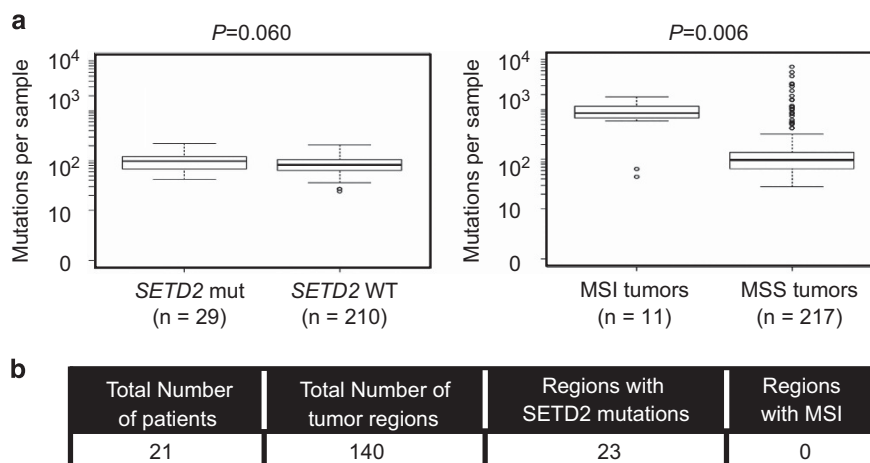 a
P=0.060
P=0.006
Mutations per sample
10⁴
10³
10²
10
0
SETD2 mut
(n = 29)
SETD2 WT
(n = 210)
Mutations per sample
10⁴
10³
10²
10
0
MSI tumors
(n = 11)
MSS tumors
(n = 217)
b
Total Number of patients
Total Number of tumor regions
Regions with SETD2 mutations
Regions with MSI
21
140
23
0